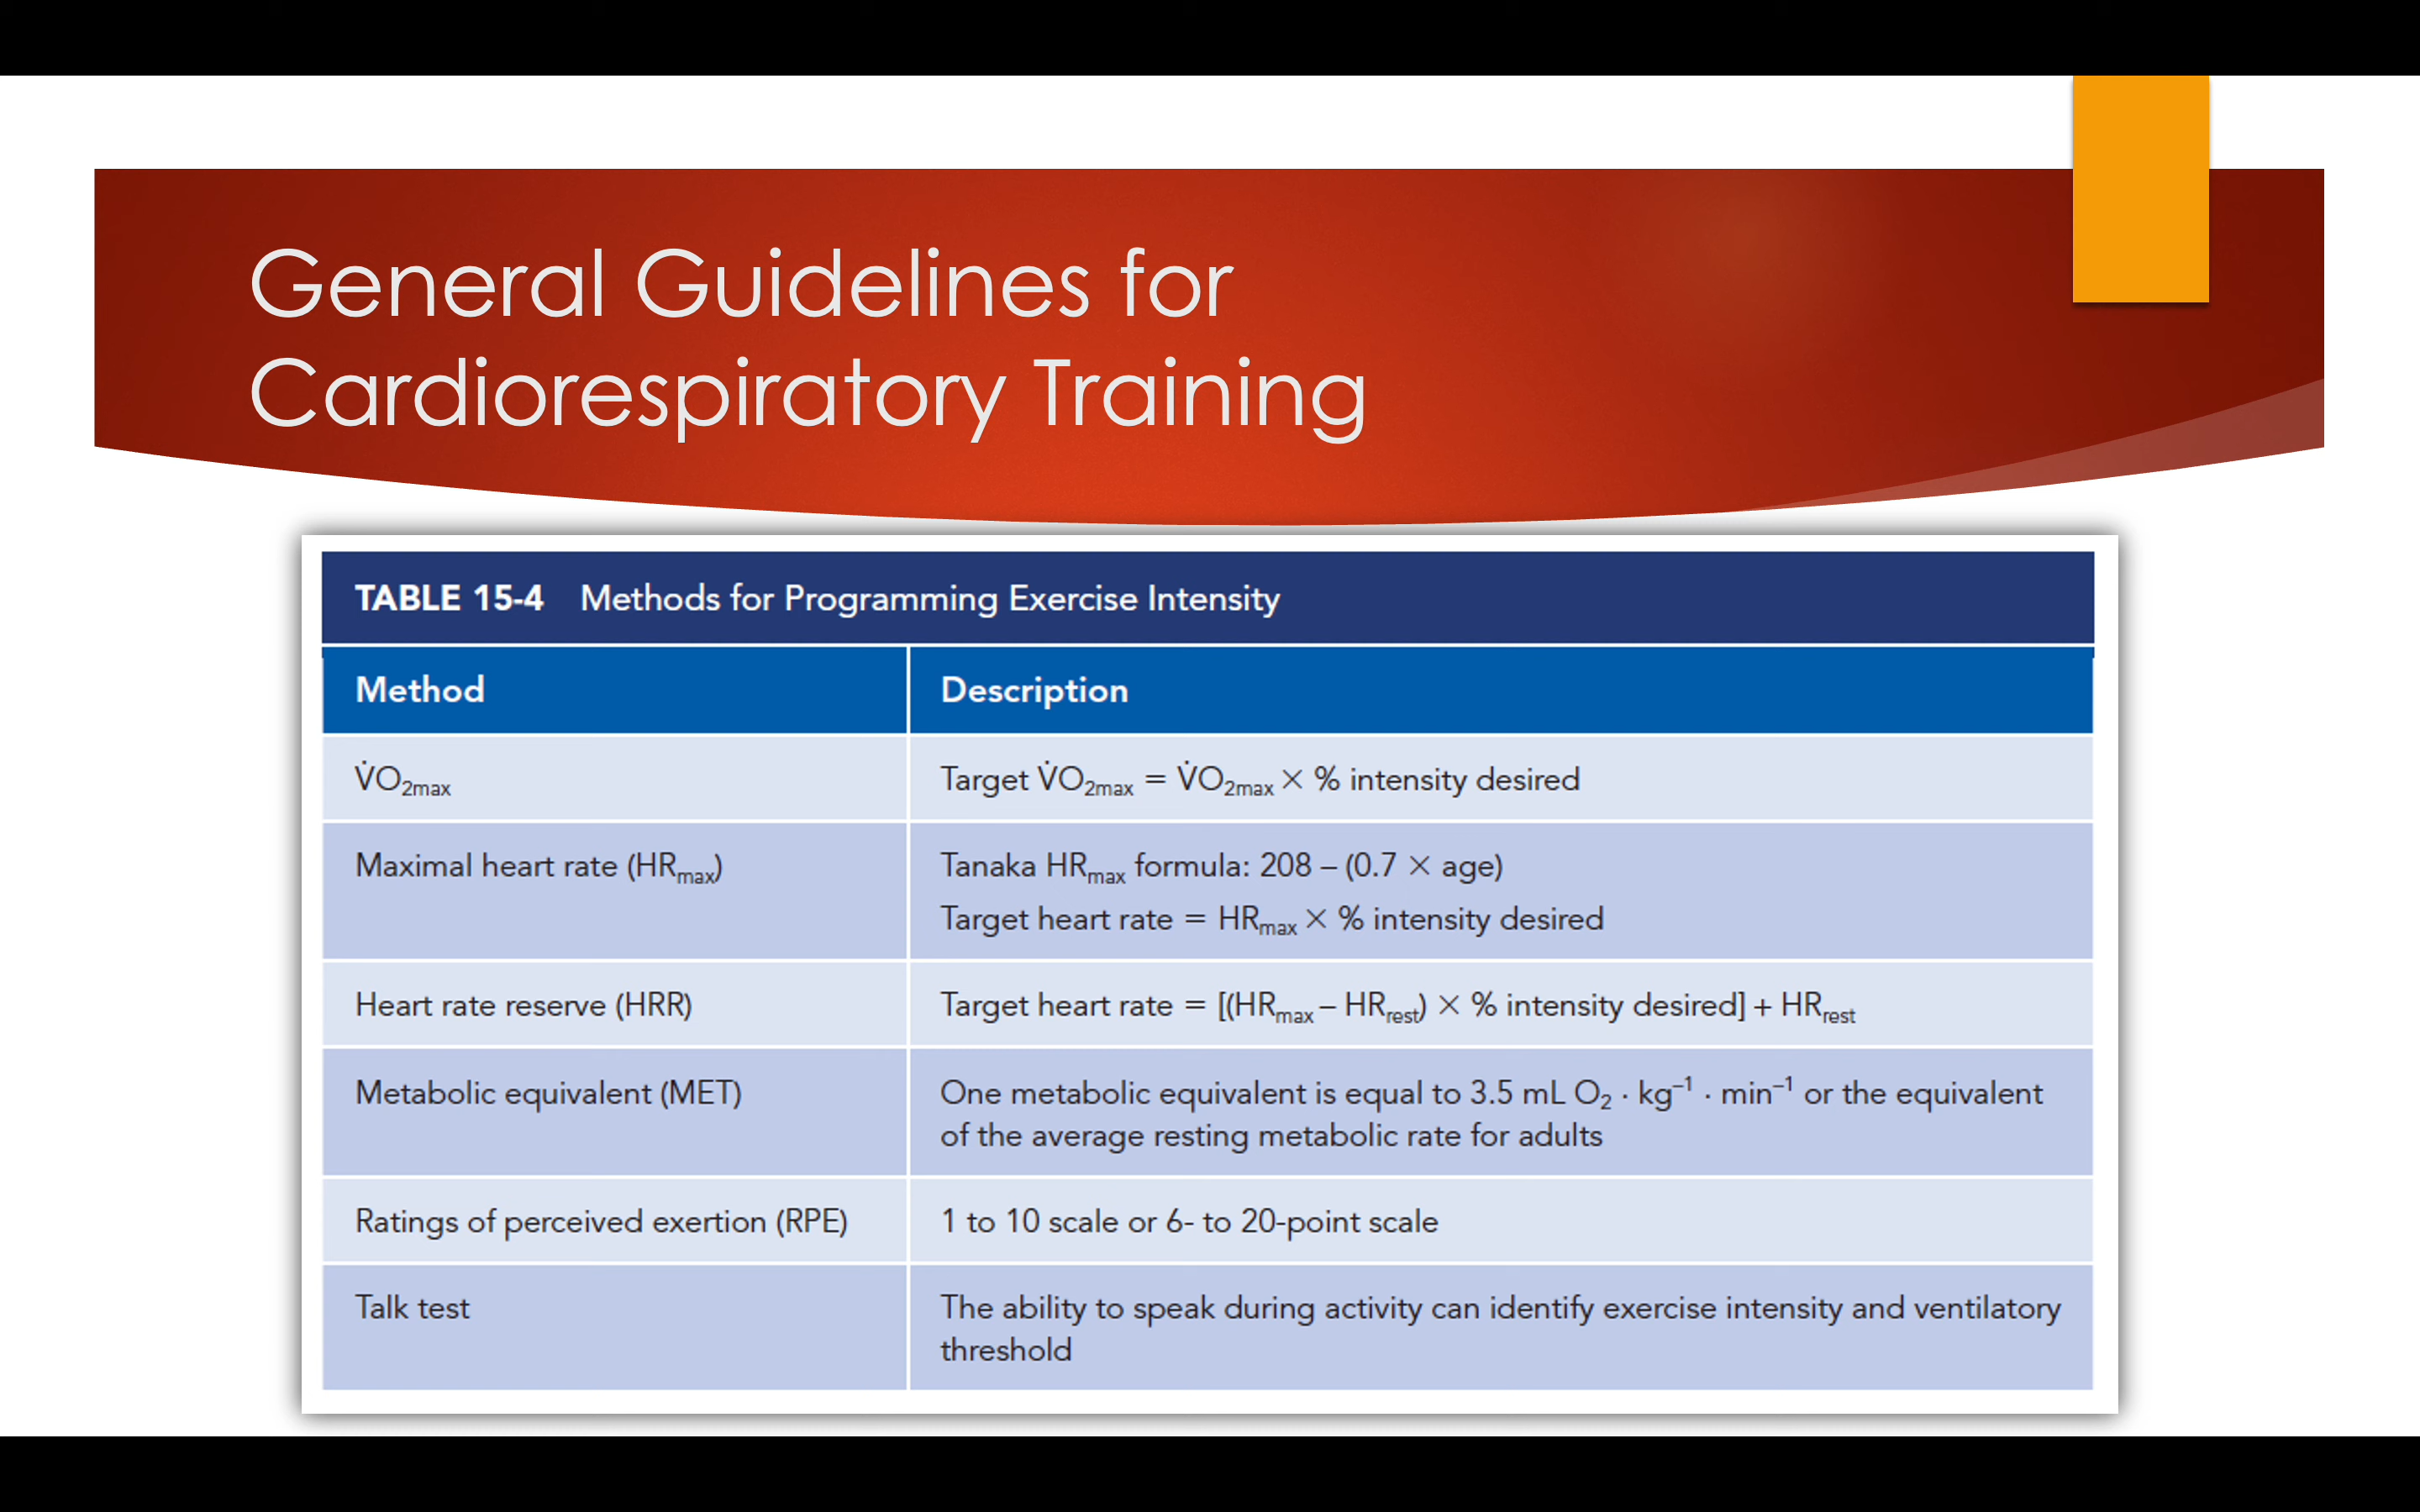 General Guidelines for
Cardiorespiratory Training
TABLE 15-4 Methods for Programming Exercise Intensity
Method Description
V̇O₂max Target V̇O₂max = V̇O₂max × % intensity desired
Maximal heart rate (HRmax) Tanaka HRmax formula: 208 – (0.7 × age)
Target heart rate = HRmax × % intensity desired
Heart rate reserve (HRR) Target heart rate = [(HRmax – HRrest) × % intensity desired] + HRrest
Metabolic equivalent (MET) One metabolic equivalent is equal to 3.5 mL O₂ · kg⁻¹ · min⁻¹ or the equivalent
of the average resting metabolic rate for adults
Ratings of perceived exertion (RPE) 1 to 10 scale or 6- to 20-point scale
Talk test The ability to speak during activity can identify exercise intensity and ventilatory
threshold